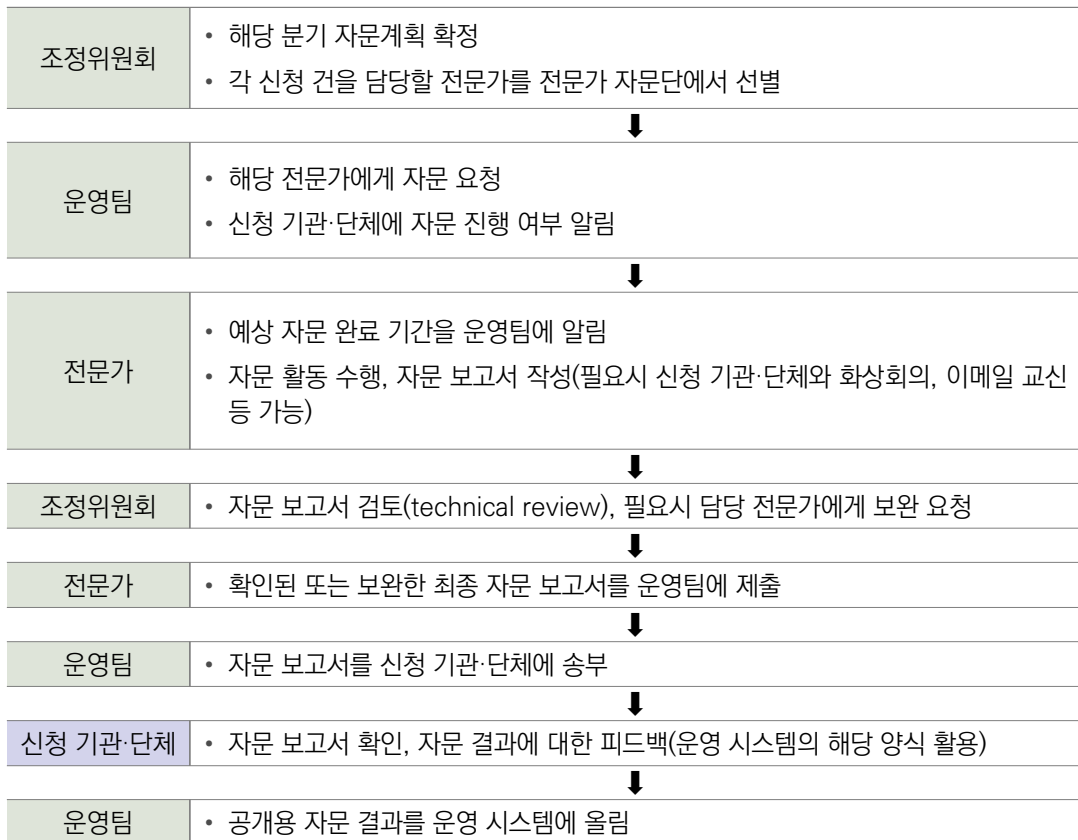 조정위원회
• 해당 분기 자문계획 확정
• 각 신청 건을 담당할 전문가를 전문가 자문단에서 선별
운영팀
• 해당 전문가에게 자문 요청
• 신청 기관·단체에 자문 진행 여부 알림
전문가
• 예상 자문 완료 기간을 운영팀에 알림
• 자문 활동 수행, 자문 보고서 작성(필요시 신청 기관·단체와 화상회의, 이메일 교신
등 가능)
조정위원회
• 자문 보고서 검토(technical review), 필요시 담당 전문가에게 보완 요청
전문가
• 확인된 또는 보완한 최종 자문 보고서를 운영팀에 제출
운영팀
• 자문 보고서를 신청 기관·단체에 송부
신청 기관·단체
• 자문 보고서 확인, 자문 결과에 대한 피드백(운영 시스템의 해당 양식 활용)
운영팀
• 공개용 자문 결과를 운영 시스템에 올림